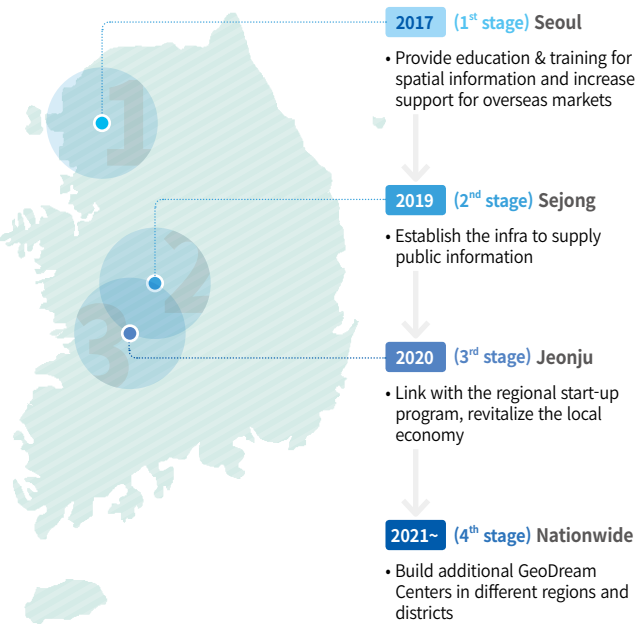 1
2
3
2017 (1st stage) Seoul
• Provide education & training for
spatial information and increase
support for overseas markets
2019 (2nd stage) Sejong
• Establish the infra to supply
public information
2020 (3rd stage) Jeonju
• Link with the regional start-up
program, revitalize the local
economy
2021~ (4th stage) Nationwide
• Build additional GeoDream
Centers in different regions and
districts